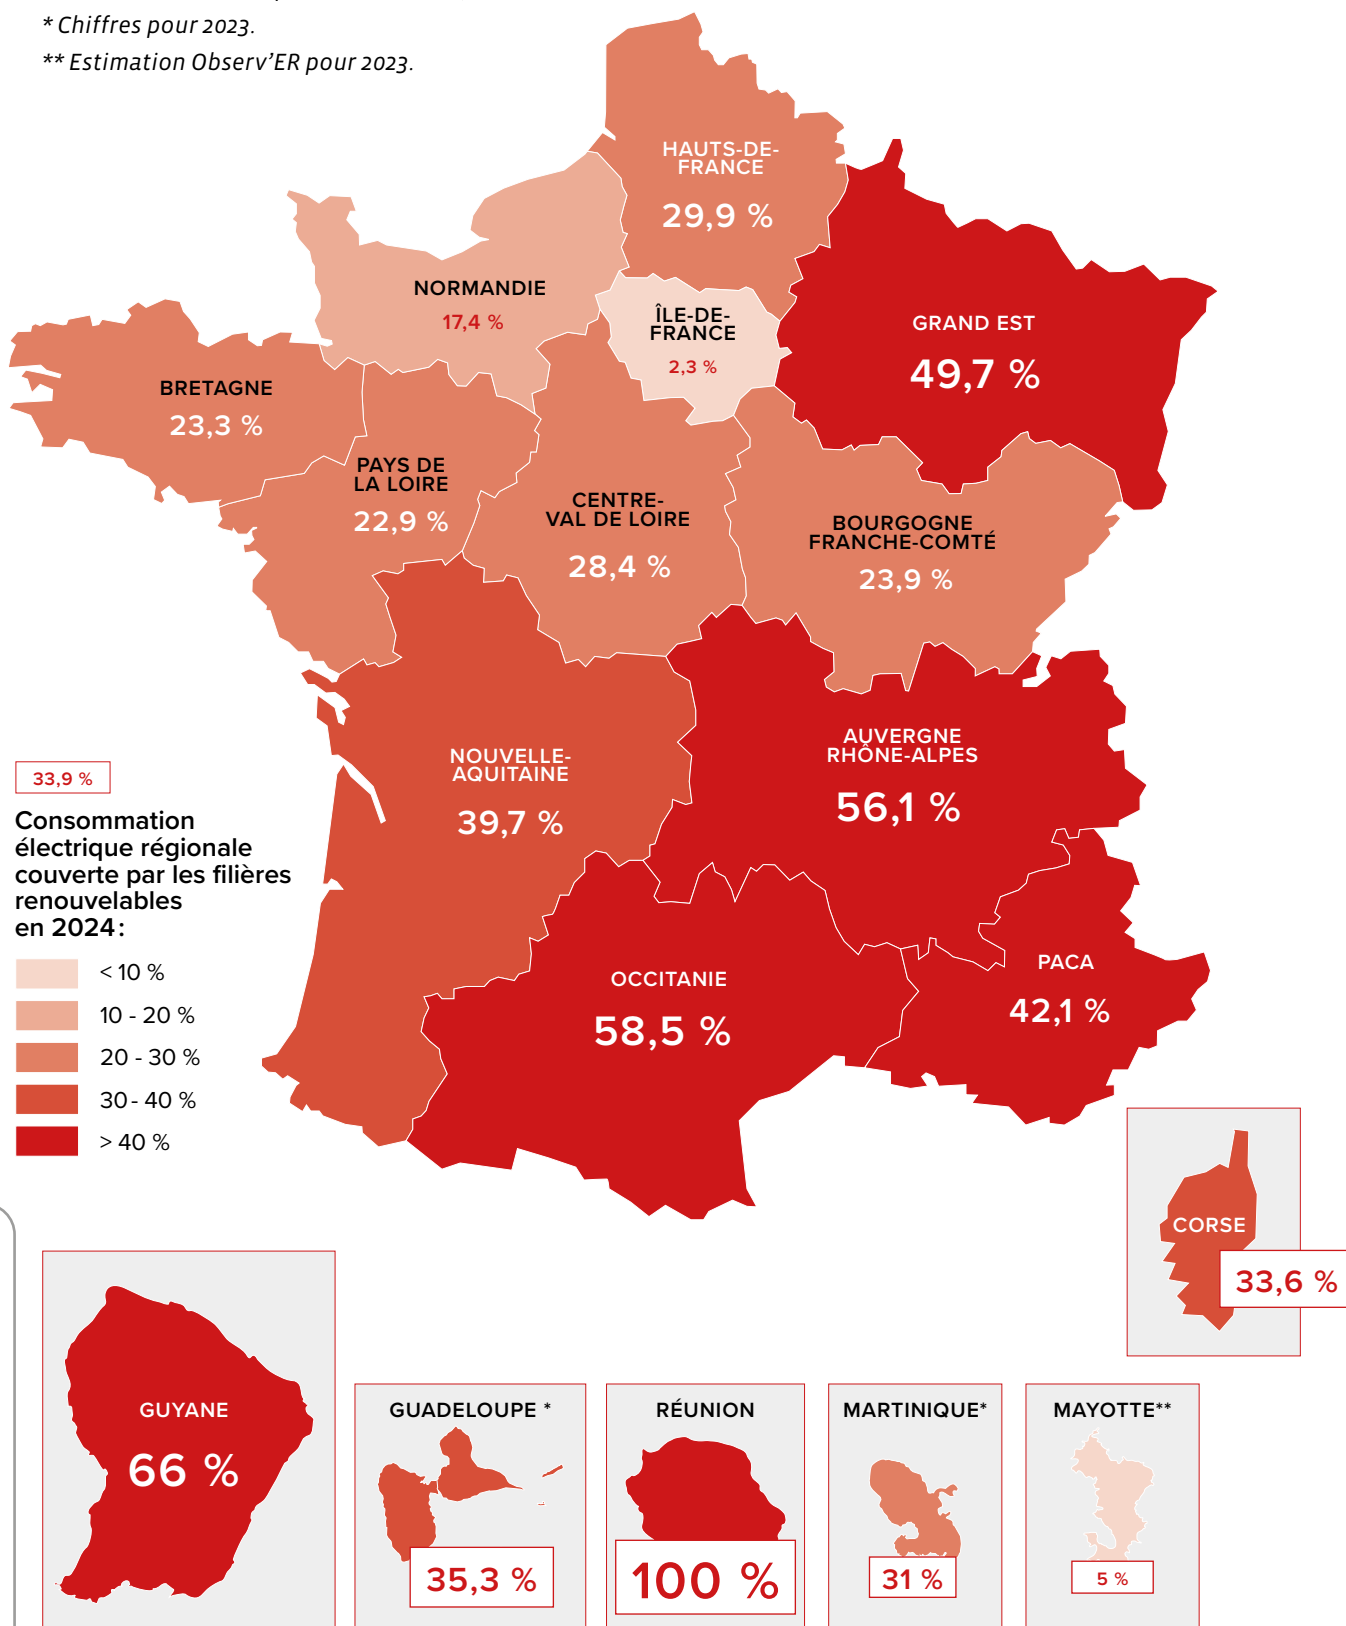 * Chiffres pour 2023.
** Estimation Observ’ER pour 2023.
HAUTS-DE-
FRANCE
29,9 %
NORMANDIE
17,4 %
ÎLE-DE-
FRANCE
2,3 %
GRAND EST
49,7 %
BRETAGNE
23,3 %
PAYS DE
LA LOIRE
22,9 %
CENTRE-
VAL DE LOIRE
28,4 %
BOURGOGNE
FRANCHE-COMTÉ
23,9 %
NOUVELLE-
AQUITAINE
39,7 %
AUVERGNE
RHÔNE-ALPES
56,1 %
OCCITANIE
58,5 %
PACA
42,1 %
33,9 %
Consommation
électrique régionale
couverte par les filières
renouvelables
en 2024 :
< 10 %
10 - 20 %
20 - 30 %
30 - 40 %
> 40 %
CORSE
33,6 %
GUYANE
66 %
GUADELOUPE *
35,3 %
RÉUNION
100 %
MARTINIQUE*
31 %
MAYOTTE**
5 %